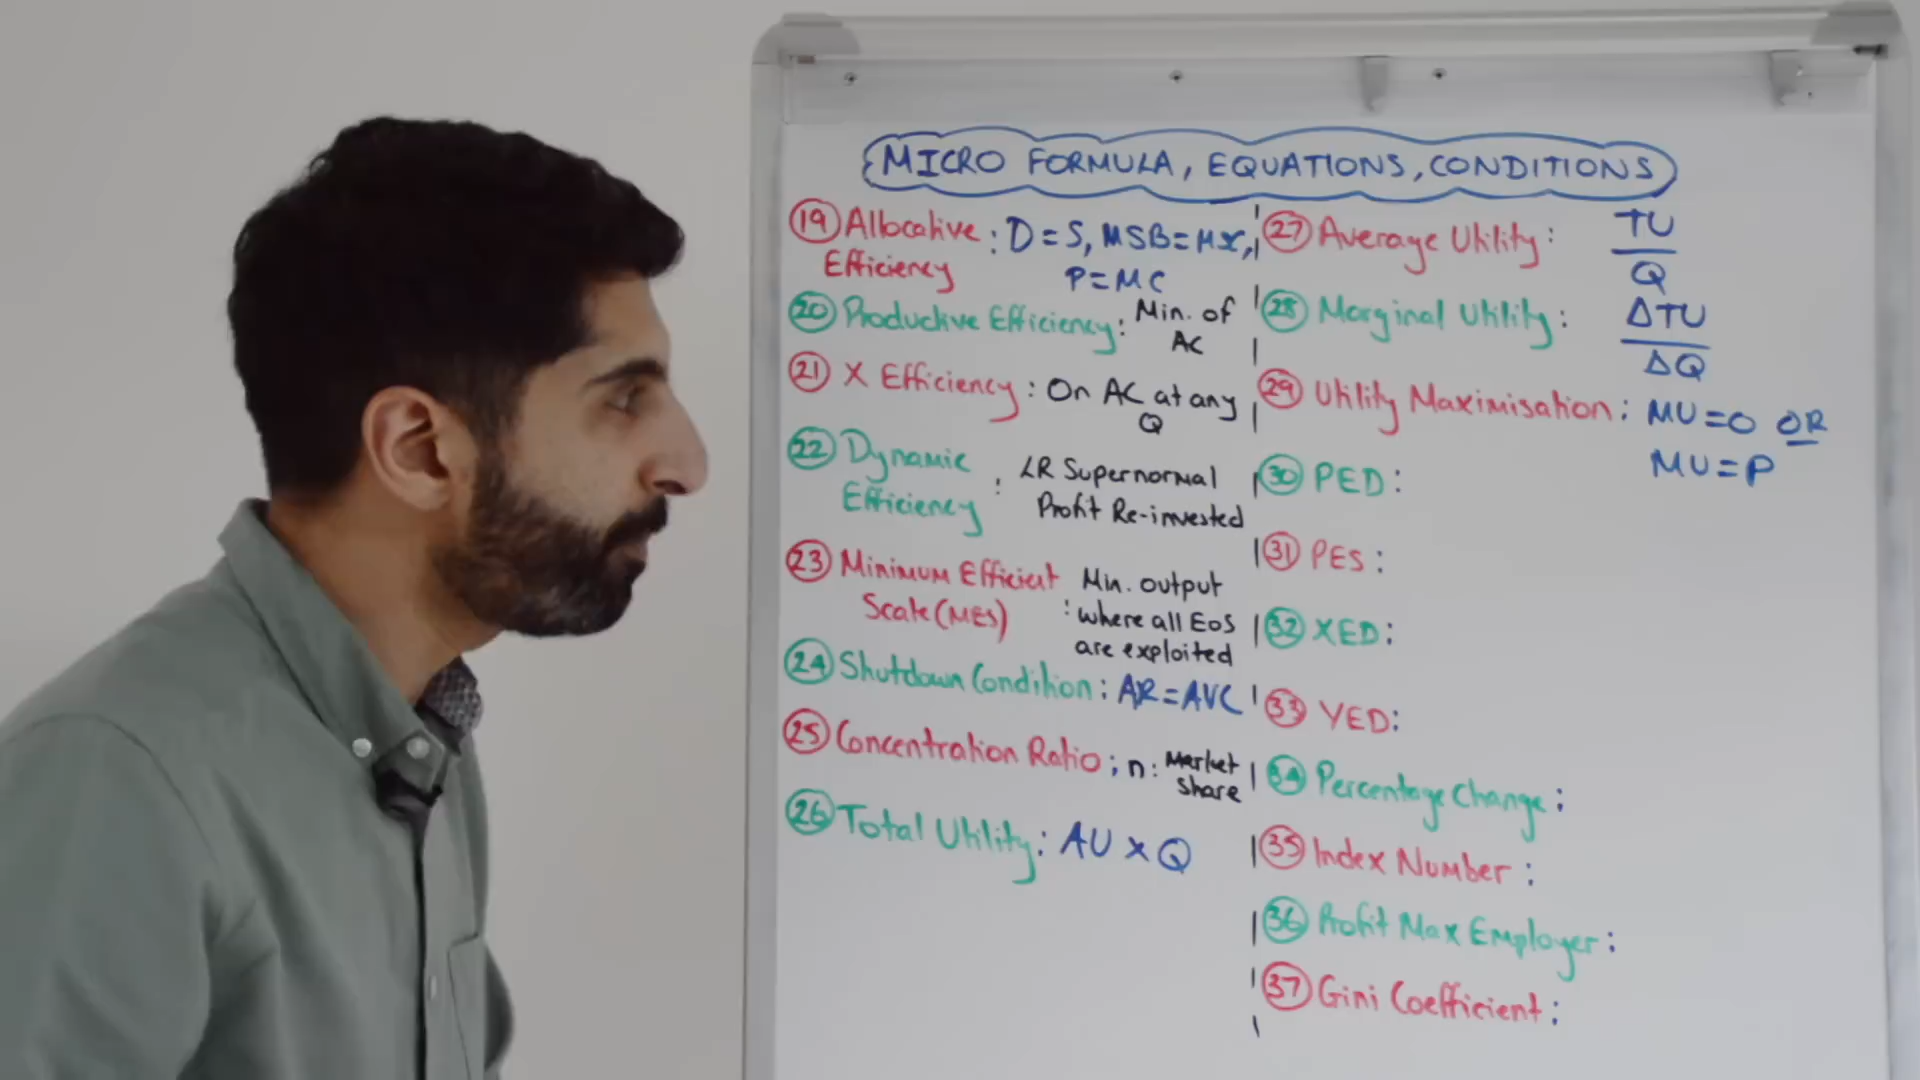 MICRO FORMULA, EQUATIONS, CONDITIONS
19 Allocative : D = S, MSB = MSC,
Efficiency P = MC
20 Productive Efficiency : Min. of
AC
21 X Efficiency : On AC at any
Q
22 Dynamic : LR Supernormal
Efficiency Profit Re-invested
23 Minimum Efficient Min. output
Scale (MES) : where all EoS
are exploited
24 Shutdown Condition : AR = AVC
25 Concentration Ratio : n : Market
share
26 Total Utility : AU x Q
27 Average Utility : TU
Q
28 Marginal Utility : ΔTU
ΔQ
29 Utility Maximisation : MU = 0 OR
MU = P
30 PED :
31 PES :
32 XED :
33 YED :
34 Percentage Change :
35 Index Number :
36 Profit Max Employer :
37 Gini Coefficient :